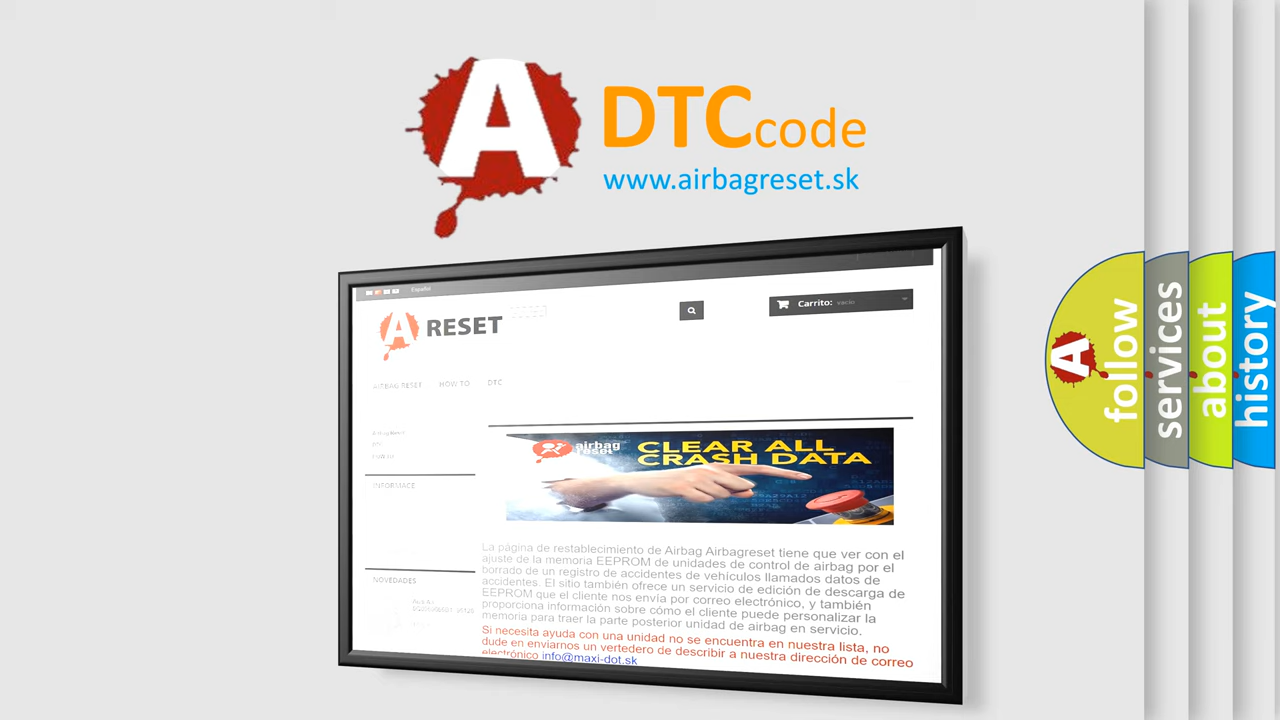 A DTCcode
www.airbagreset.sk
Español
A RESET
Carrito: vacío
AIRBAG RESET HOW TO DTC
Airbag Reset
INFORMACE
NOVEDADES
airbag
reset
CLEAR ALL
CRASH DATA
La página de restablecimiento de Airbag Airbagreset tiene que ver con el
ajuste de la memoria EEPROM de unidades de control de airbag por el
borrado de un registro de accidentes de vehículos llamados datos de
accidentes. El sitio también ofrece un servicio de edición de descarga de
EEPROM que el cliente nos envía por correo electrónico, y también
proporciona información sobre cómo el cliente puede personalizar la
memoria para traer la parte posterior unidad de airbag en servicio.
Si necesita ayuda con una unidad no se encuentra en nuestra lista, no
dude en enviarnos un vertedero de describir a nuestra dirección de correo
electrónico info@maxi-dot.sk
A follow
services
about
history